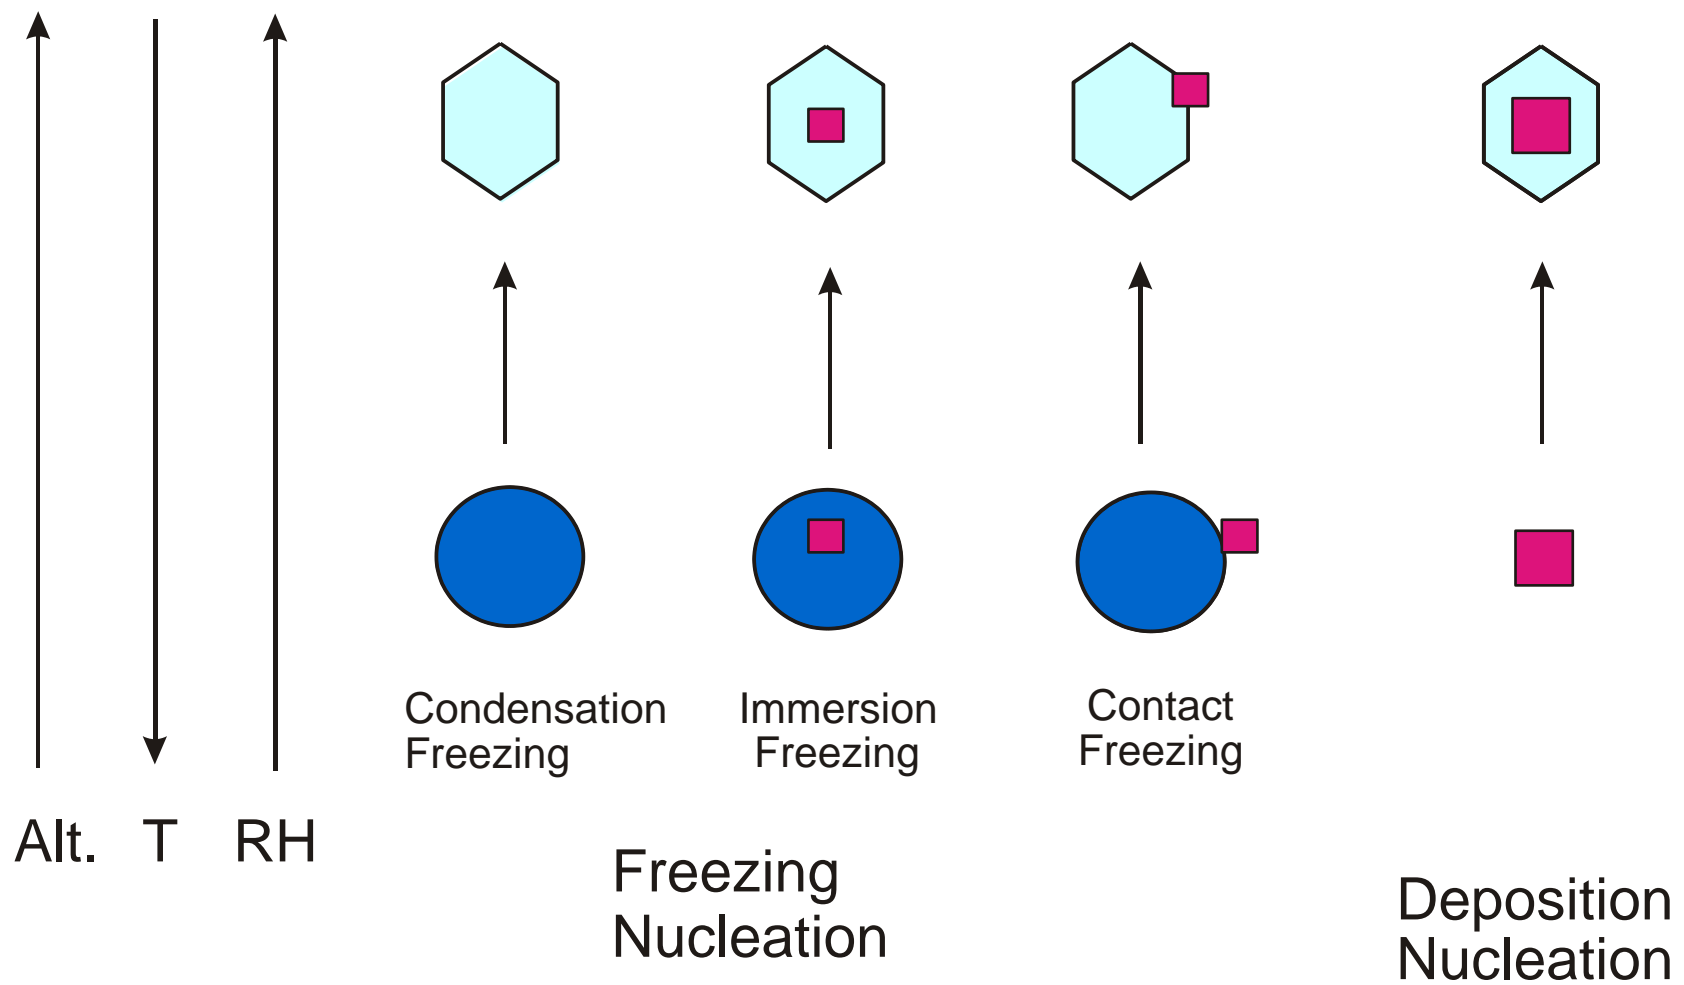 Condensation
Freezing
Immersion
Freezing
Contact
Freezing
Alt.
T
RH
Freezing
Nucleation
Deposition
Nucleation